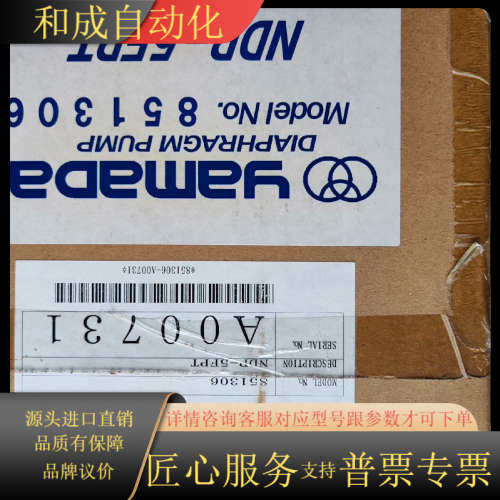 和成自动化
yamada
DIAPHRAGM PUMP
Model No. 851306
NDP-5FPT
MODEL No. 851306
DESCRIPTION NDP-5FPT
SERIAL No. A00731
*851306-A00731*
源头进口直销
品质有保障
品牌议价
详情咨询客服对应型号跟参数才可下单
匠心服务 支持 普票专票